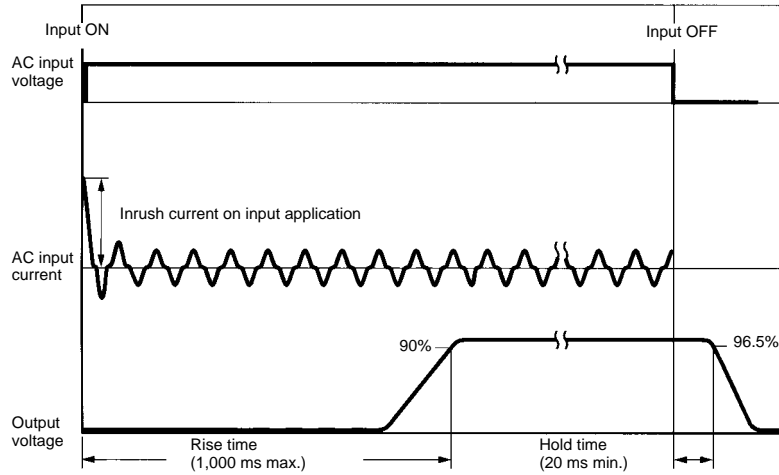 Input ON
Input OFF
AC input
voltage
Inrush current on input application
AC input
current
90%
96.5%
Output
voltage
Rise time
(1,000 ms max.)
Hold time
(20 ms min.)